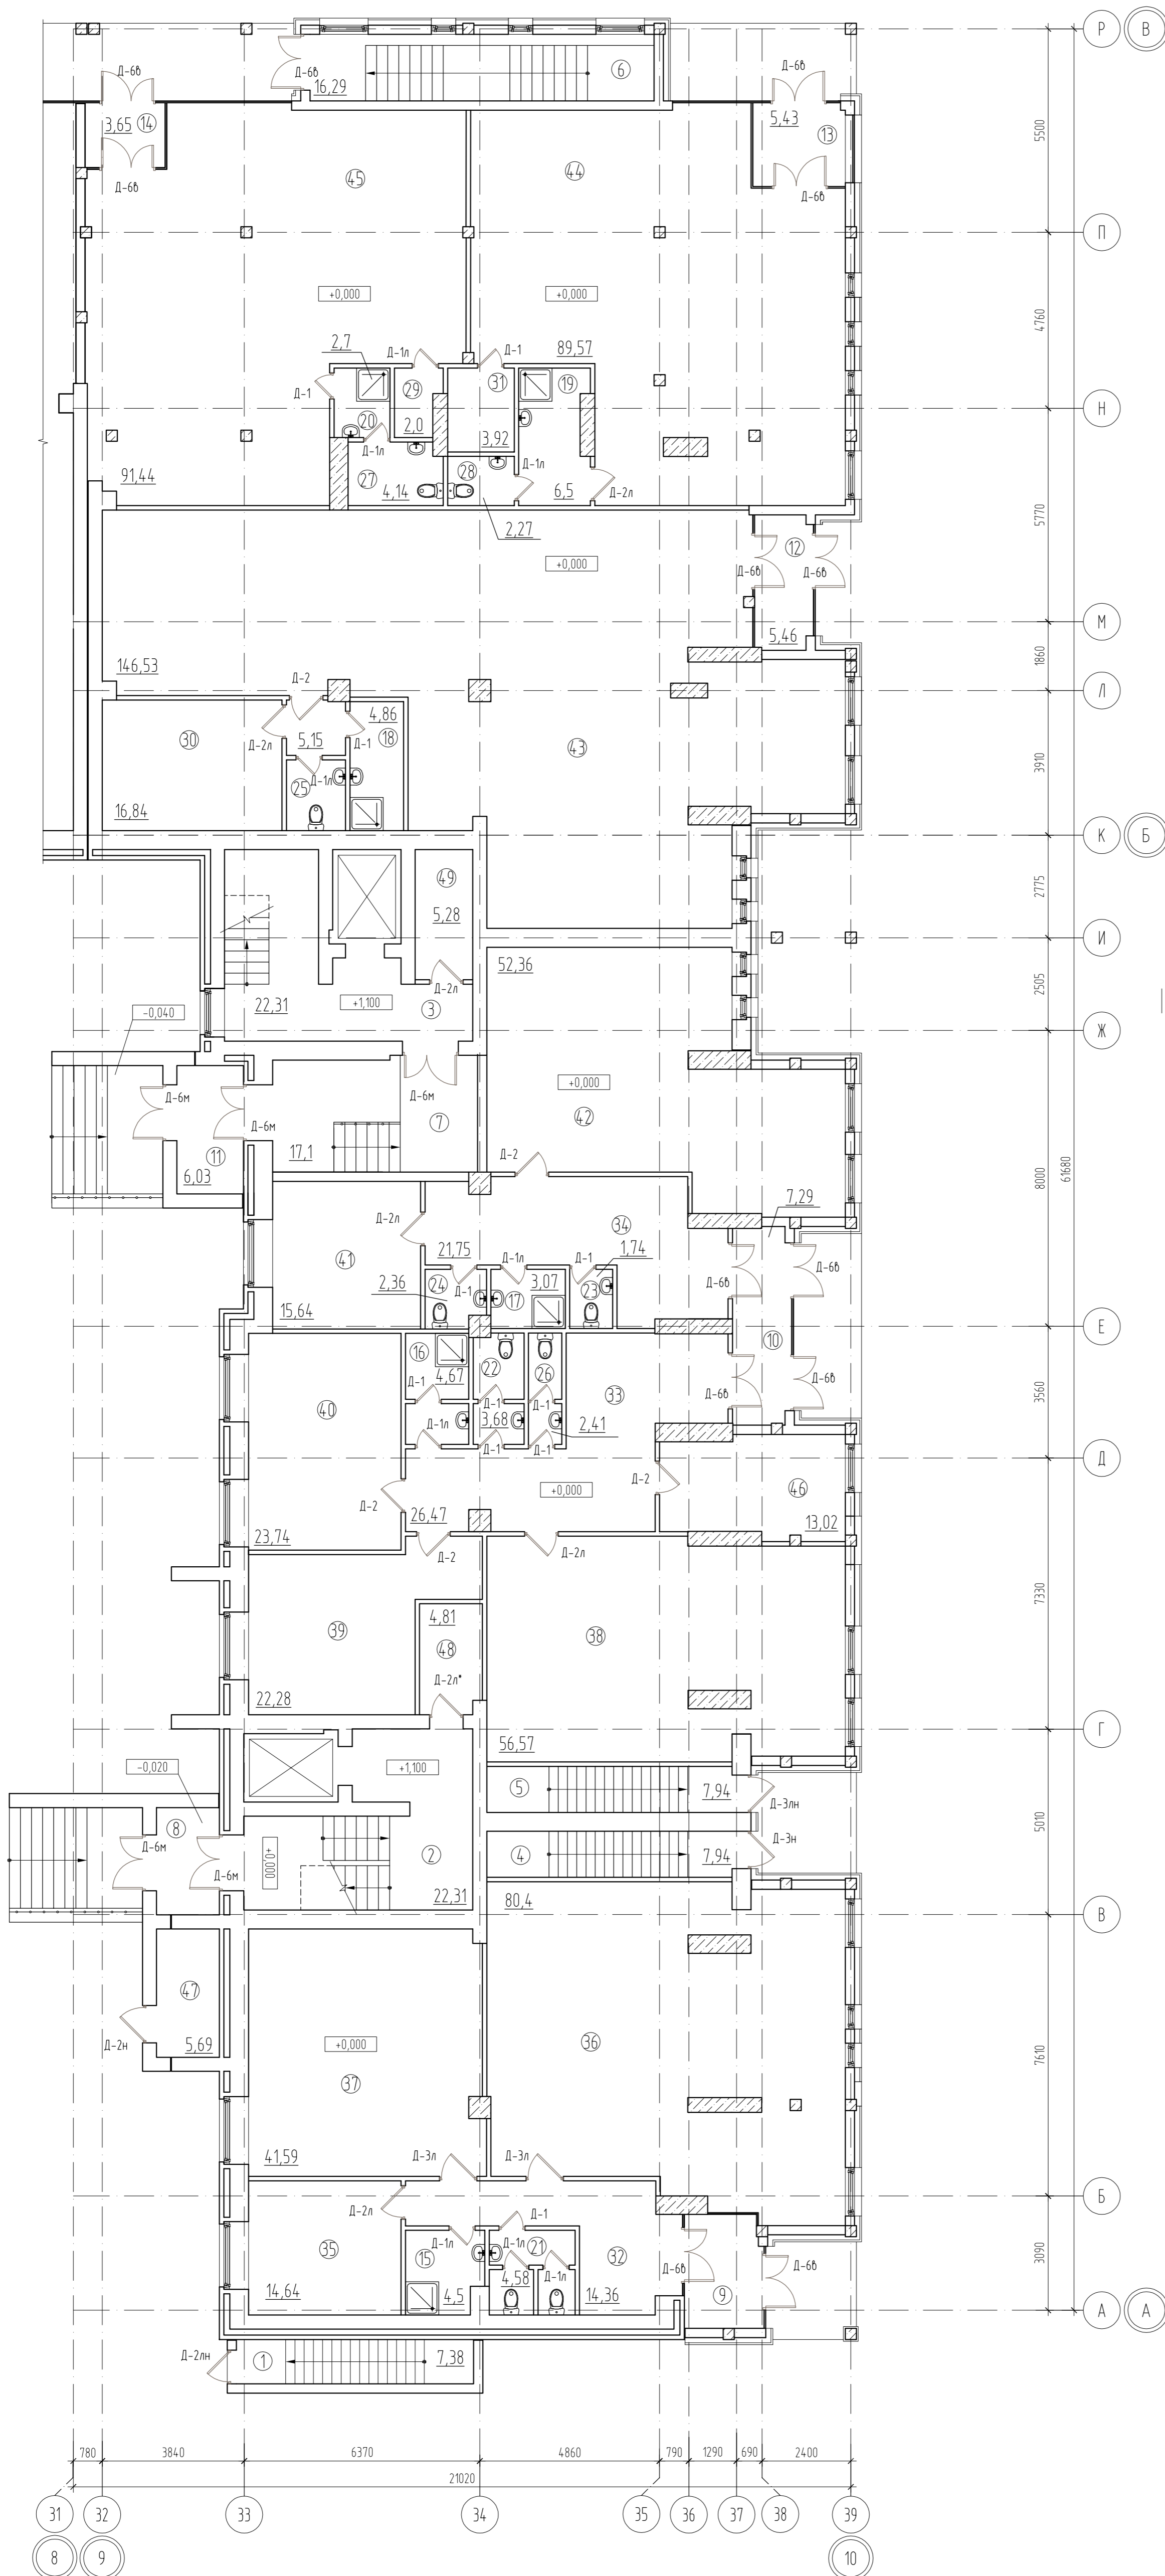 Р В
Д-6в Д-6в Д-6в
6
16,29
3,65 14 5,43 13
Д-6в Д-6в
5500
45 44
П
+0,000 +0,000
4760
2,7 Д-1л Д-1 89,57
29 31 19
Д-1
20 2,0 3,92
Н
Д-1л Д-1л
91,44 27 4,14 28 6,5 Д-2л
2,27
5770
+0,000 12
Д-6в Д-6в
5,46
М
146,53
1860
Д-2
Л
30 5,15 4,86 18 43
Д-2л Д-1
25 Д-1л
16,84
3910
К Б
49
5,28
2775
И
52,36
Д-2л
22,31 +1,100 3
-0,040
2505
Ж
Д-6м Д-6м
+0,000
42
Д-6м 7
11 17,1
6,03 Д-2
8000
61680
7,29
Д-2л 34
41 21,75 Д-1л Д-1 1,74
Д-6в Д-6в
2,36 24 Д-1 17 3,07 23
15,64
Е
16 22 26 33 10
4,67
Д-1 Д-1 Д-1 Д-6в Д-6в
40
Д-1л 3,68 2,41
Д-1 Д-1
3560
Д
Д-2 46
Д-2 26,47 +0,000 13,02
23,74
Д-2 Д-2л
7330
39 4,81 38
48
Д-2л*
22,28
56,57
Г
-0,020 +1,100
5 7,94
Д-3лн
8
Д-6м Д-6м +0,000 2 4 7,94 Д-3н
5010
22,31 80,4
В
47
5,69
Д-2н
+0,000 36
37
7610
41,59 Д-3л Д-3л
Б
Д-2л Д-1
35 15 Д-1л Д-1л 21 32
Д-1л
14,64 4,5 4,58 14,36
Д-6в Д-6в
9
3090
А А
Д-2лн 1 7,38
780 3840 6370 4860 790 1290 690 2400
21020
31 32 33 34 35 36 37 38 39
8 9 10